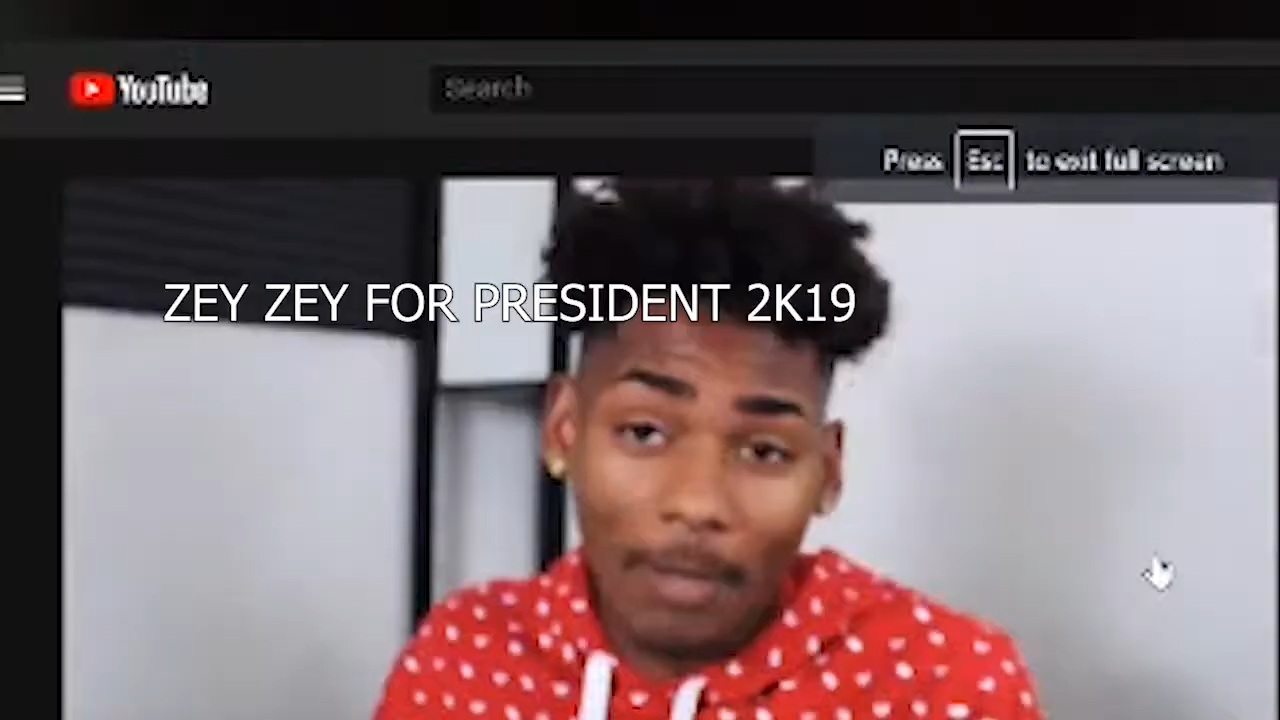 YouTube
Search
Press Esc to exit full screen
ZEY ZEY FOR PRESIDENT 2K19